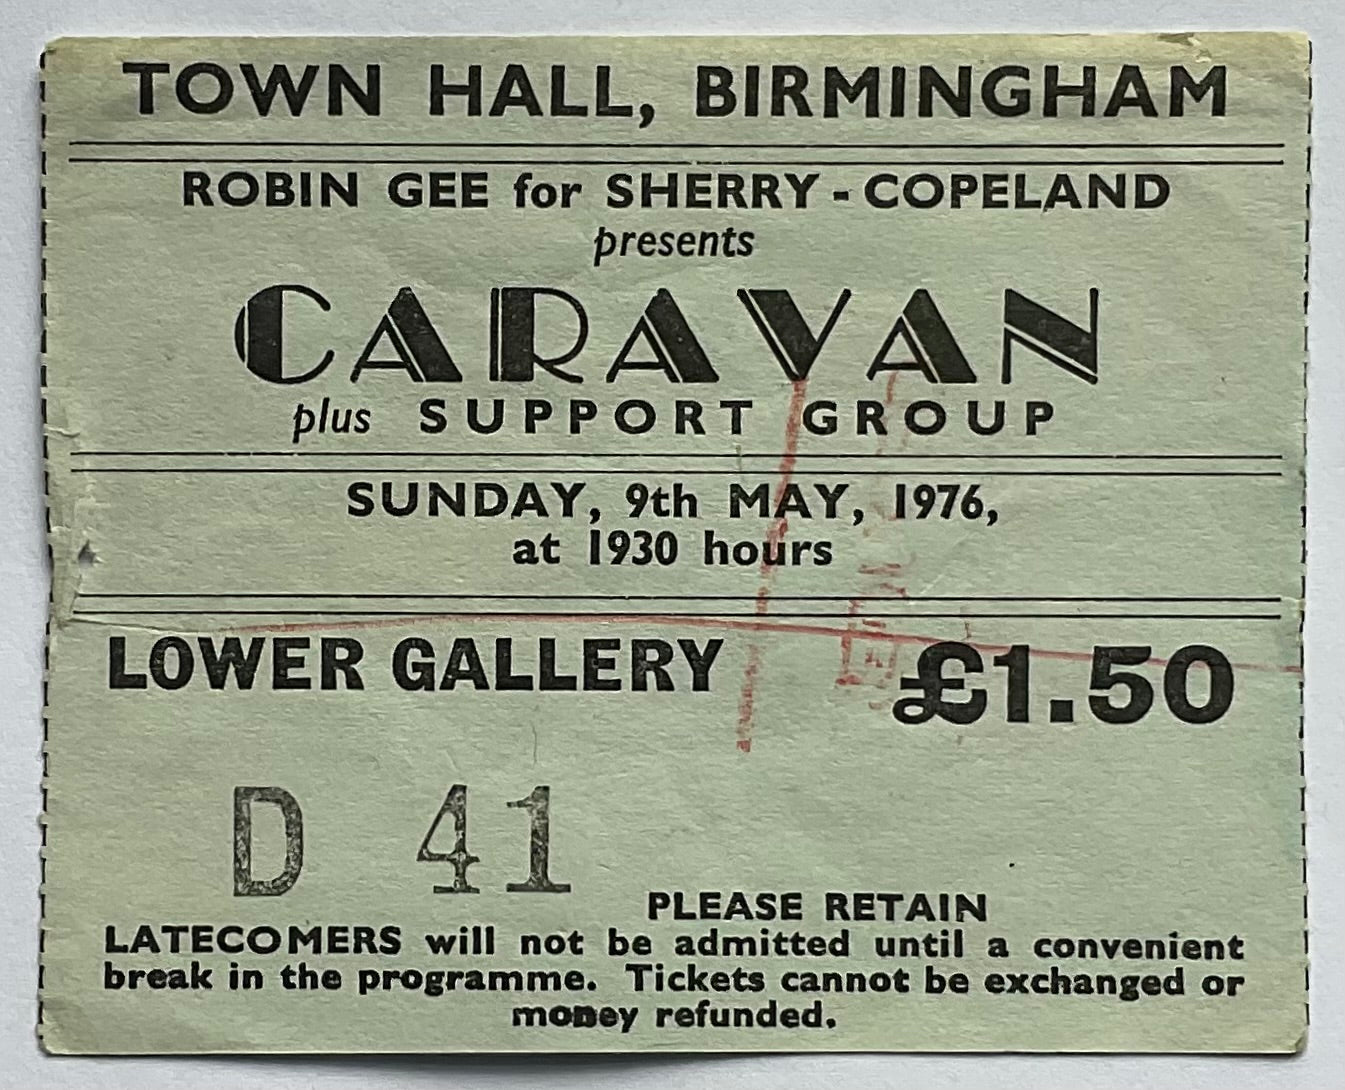 TOWN HALL, BIRMINGHAM
ROBIN GEE for SHERRY - COPELAND
presents
CARAVAN
plus SUPPORT GROUP
SUNDAY, 9th MAY, 1976,
at 1930 hours
LOWER GALLERY £1.50
D 41
PLEASE RETAIN
LATECOMERS will not be admitted until a convenient
break in the programme. Tickets cannot be exchanged or
money refunded.